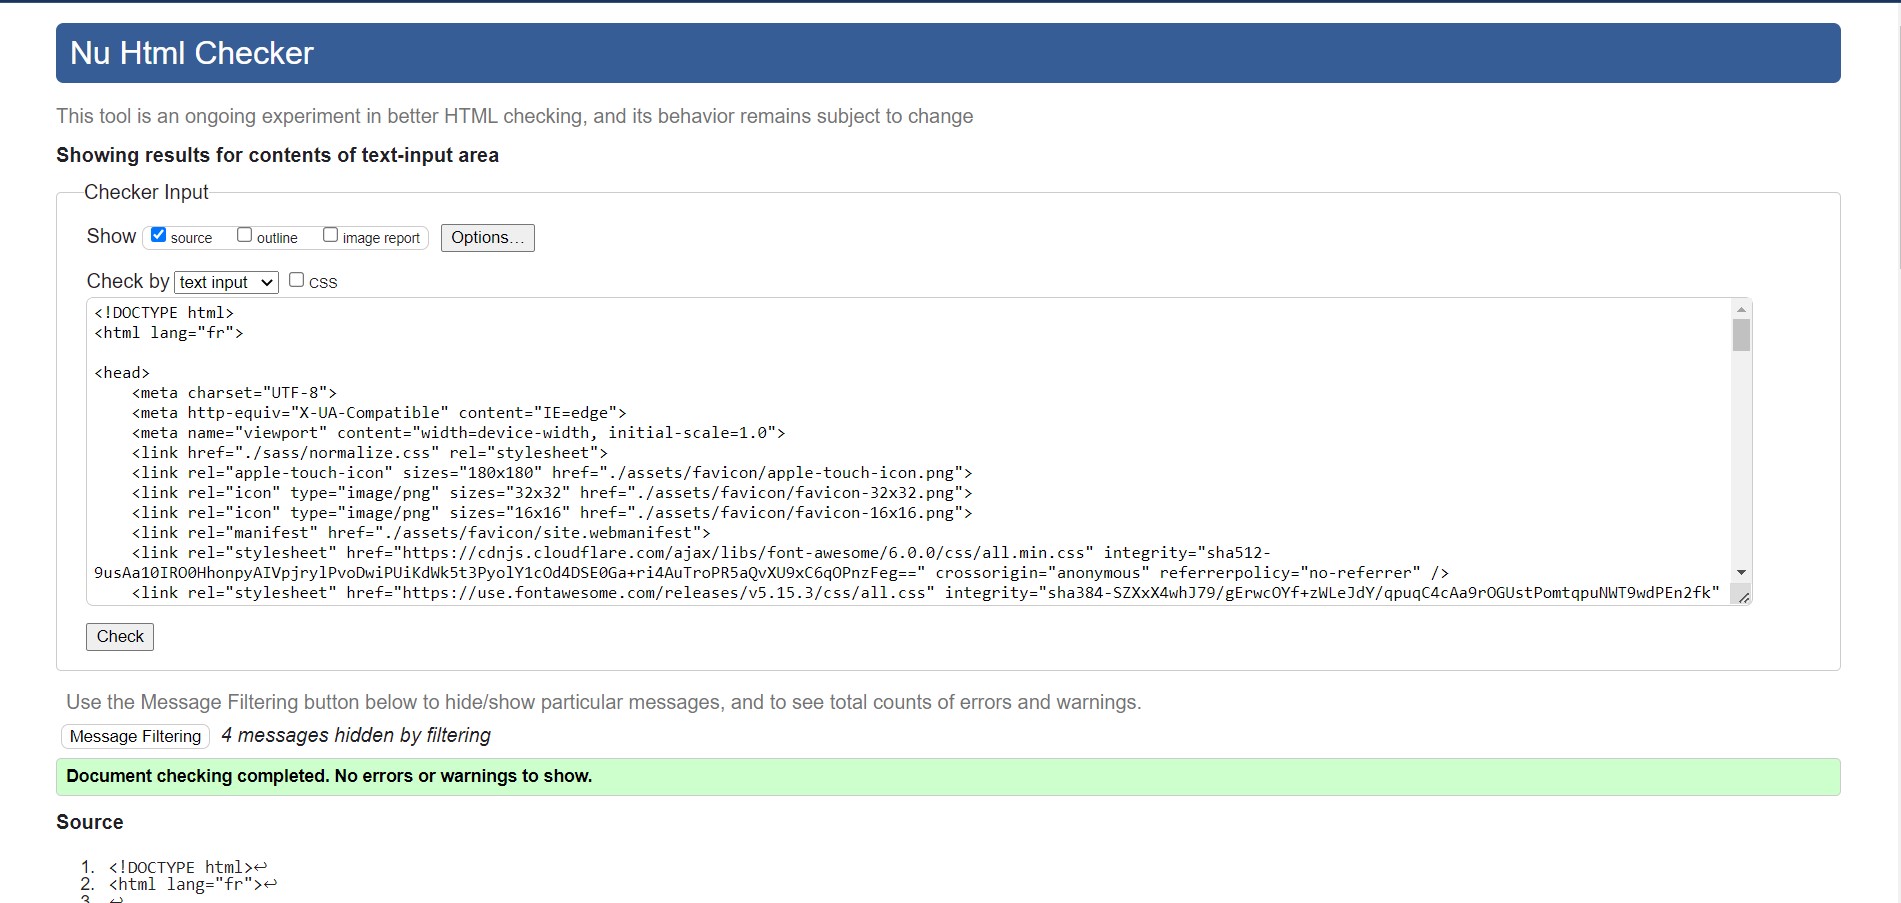 Nu Html Checker
This tool is an ongoing experiment in better HTML checking, and its behavior remains subject to change
Showing results for contents of text-input area
Checker Input
Show source outline image report Options...
Check by text input CSS
<!DOCTYPE html>
<html lang="fr">
<head>
    <meta charset="UTF-8">
    <meta http-equiv="X-UA-Compatible" content="IE=edge">
    <meta name="viewport" content="width=device-width, initial-scale=1.0">
    <link href="./sass/normalize.css" rel="stylesheet">
    <link rel="apple-touch-icon" sizes="180x180" href="./assets/favicon/apple-touch-icon.png">
    <link rel="icon" type="image/png" sizes="32x32" href="./assets/favicon/favicon-32x32.png">
    <link rel="icon" type="image/png" sizes="16x16" href="./assets/favicon/favicon-16x16.png">
    <link rel="manifest" href="./assets/favicon/site.webmanifest">
    <link rel="stylesheet" href="https://cdnjs.cloudflare.com/ajax/libs/font-awesome/6.0.0/css/all.min.css" integrity="sha512-
9usAa10IRO0HhonpyAIVpjrylPvoDwiPUiKdWk5t3PyolY1cOd4DSE0Ga+ri4AuTroPR5aQvXU9xC6qOPnzFeg==" crossorigin="anonymous" referrerpolicy="no-referrer" />
    <link rel="stylesheet" href="https://use.fontawesome.com/releases/v5.15.3/css/all.css" integrity="sha384-SZXxX4whJ79/gErwcOYf+zWLeJdY/qpuqC4cAa9rOGUstPomtqpuNWT9wdPEn2fk"
Check
Use the Message Filtering button below to hide/show particular messages, and to see total counts of errors and warnings.
Message Filtering 4 messages hidden by filtering
Document checking completed. No errors or warnings to show.
Source
1. <!DOCTYPE html>↩
2. <html lang="fr">↩
3. ↩